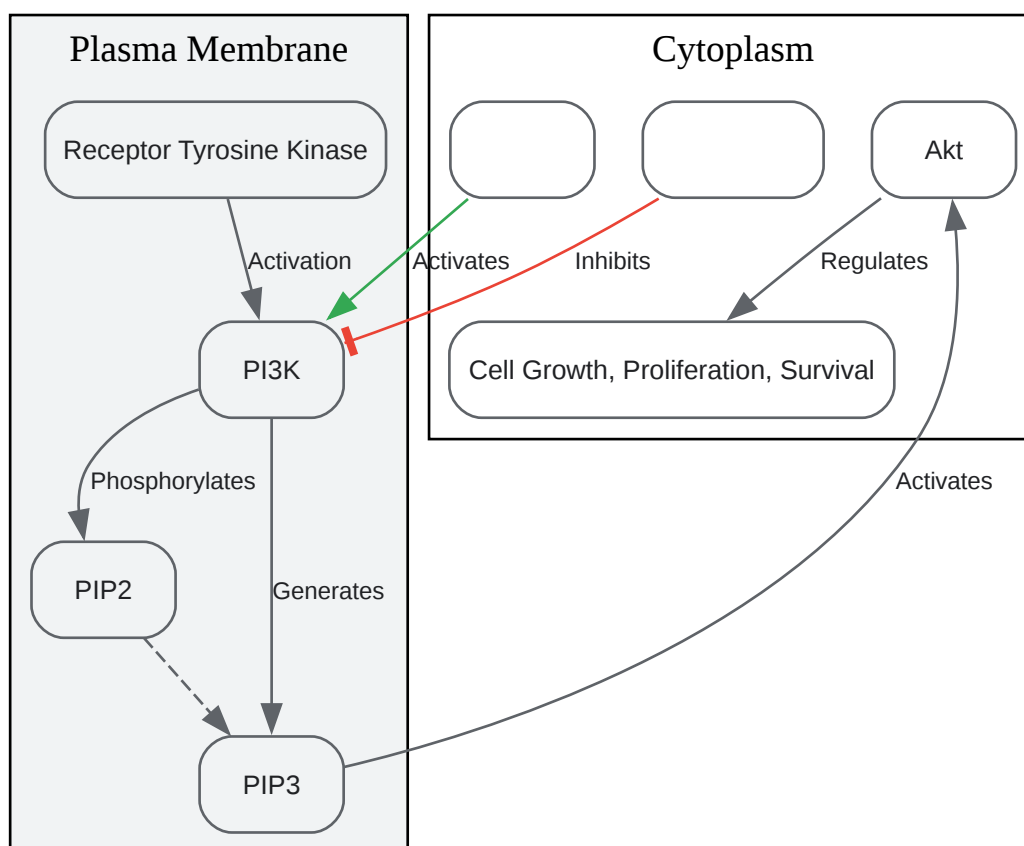 Plasma Membrane
Cytoplasm
Receptor Tyrosine Kinase
Akt
Activation
Activates
Inhibits
Regulates
PI3K
Cell Growth, Proliferation, Survival
Phosphorylates
Activates
PIP2
Generates
PIP3